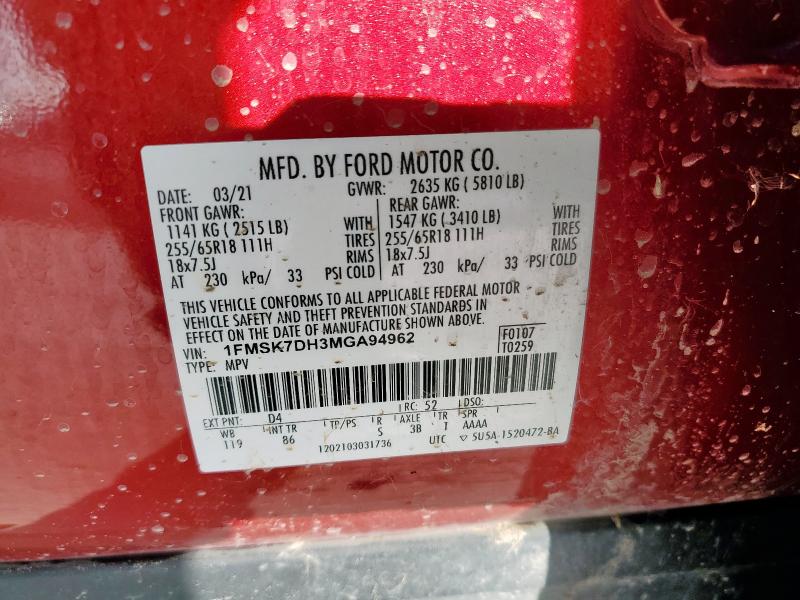 MFD. BY FORD MOTOR CO.
DATE: 03/21 GVWR: 2635 KG ( 5810 LB)
FRONT GAWR: REAR GAWR:
1141 KG ( 2515 LB) WITH 1547 KG ( 3410 LB) WITH
255/65R18 111H TIRES 255/65R18 111H TIRES
18x7.5J RIMS 18x7.5J RIMS
AT 230 kPa/ 33 PSI COLD AT 230 kPa/ 33 PSI COLD
THIS VEHICLE CONFORMS TO ALL APPLICABLE FEDERAL MOTOR
VEHICLE SAFETY AND THEFT PREVENTION STANDARDS IN
EFFECT ON THE DATE OF MANUFACTURE SHOWN ABOVE.
VIN: 1FMSK7DH3MGA94962 F0107
TYPE: MPV T0259
EXT PNT: D4 RC: 52 DSO:
WB INT TR TP/PS R AXLE TR SPR
119 86 S 3B T AAAA
1202103031736 UTC ▽ 5U5A-1520472-BA